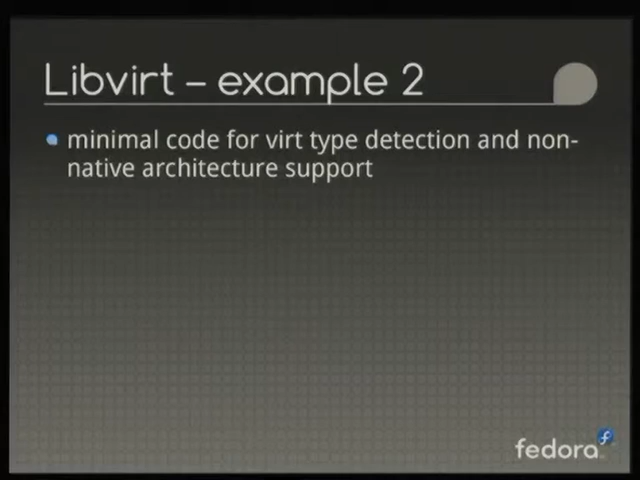 Libvirt – example 2
minimal code for virt type detection and non-
native architecture support
fedora